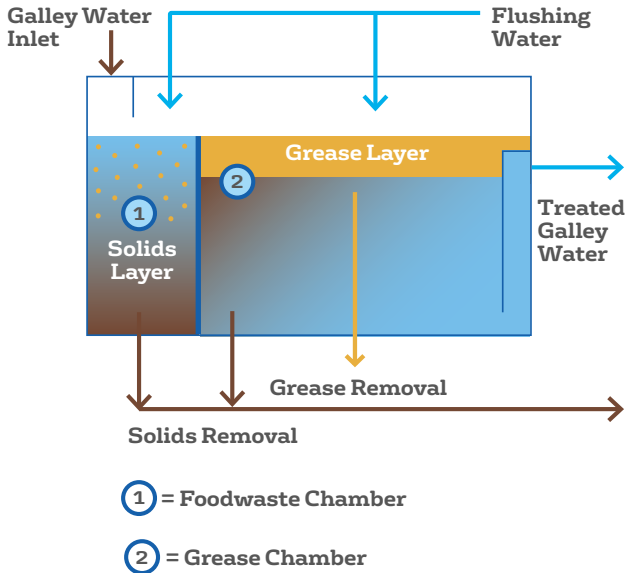 Galley Water
Inlet
Flushing
Water
Grease Layer
2
1
Solids
Layer
Treated
Galley
Water
Grease Removal
Solids Removal
1 = Foodwaste Chamber
2 = Grease Chamber